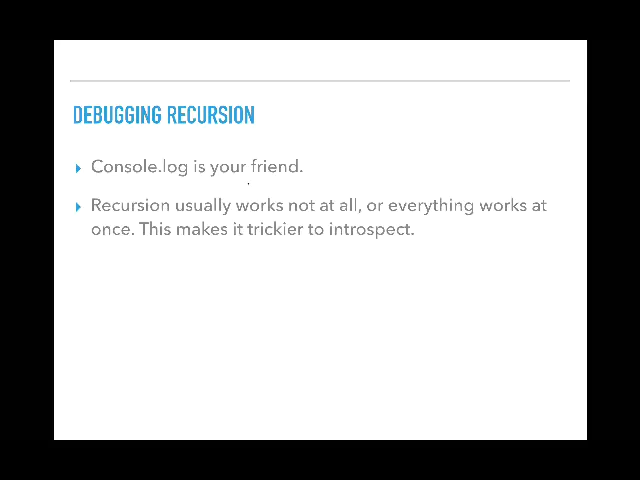 DEBUGGING RECURSION
Console.log is your friend.
Recursion usually works not at all, or everything works at
once. This makes it trickier to introspect.